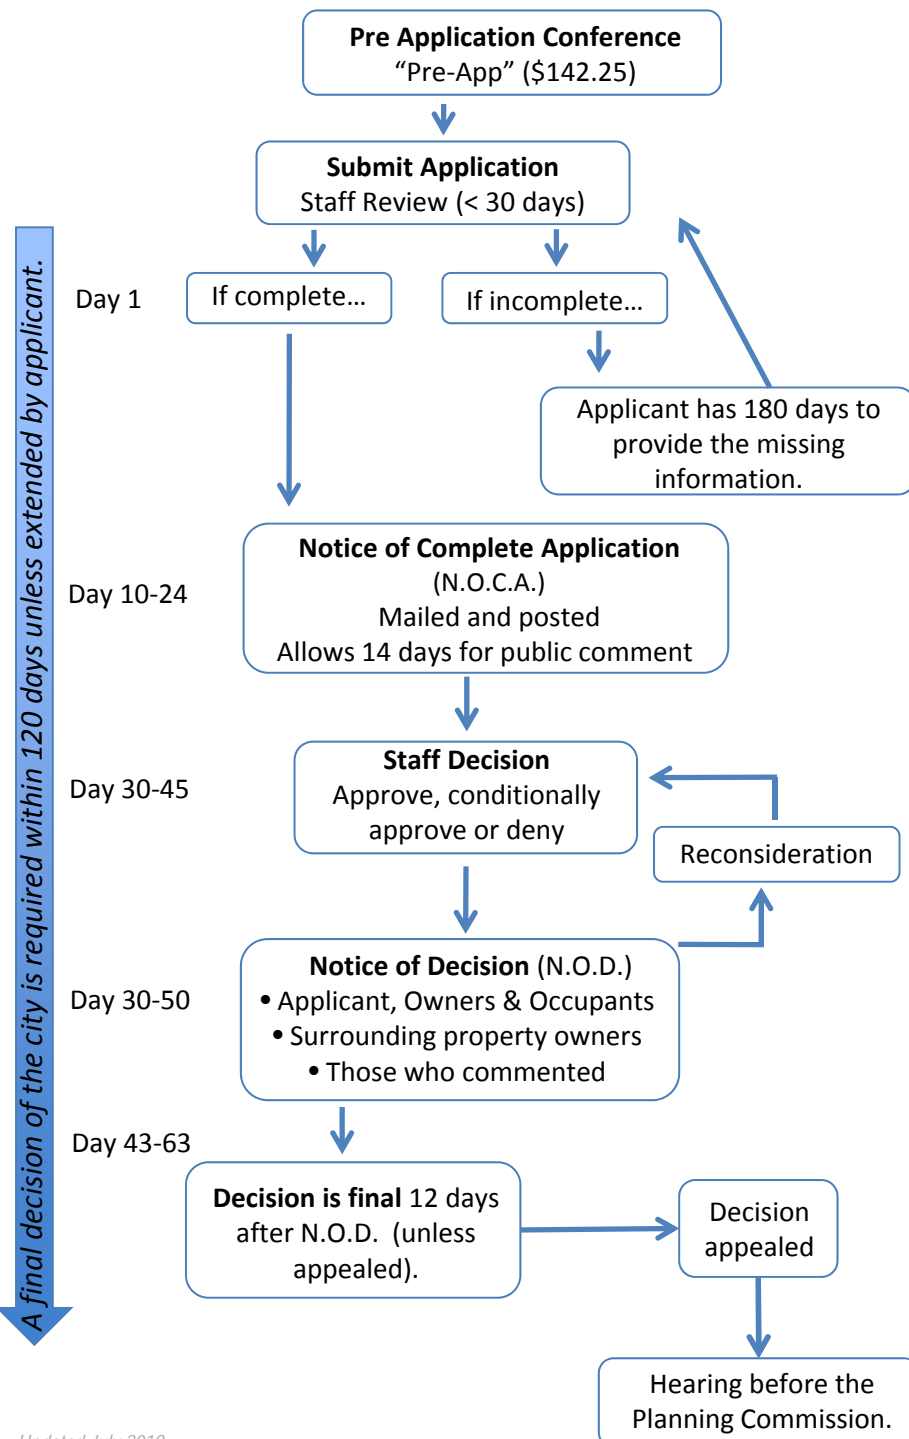 Pre Application Conference
“Pre-App” ($142.25)
Submit Application
Staff Review (< 30 days)
A final decision of the city is required within 120 days unless extended by applicant.
Day 1
If complete…
If incomplete…
Applicant has 180 days to
provide the missing
information.
Notice of Complete Application
(N.O.C.A.)
Mailed and posted
Allows 14 days for public comment
Day 10-24
Staff Decision
Approve, conditionally
approve or deny
Day 30-45
Reconsideration
Notice of Decision (N.O.D.)
• Applicant, Owners & Occupants
• Surrounding property owners
• Those who commented
Day 30-50
Day 43-63
Decision is final 12 days
after N.O.D. (unless
appealed).
Decision
appealed
Hearing before the
Planning Commission.